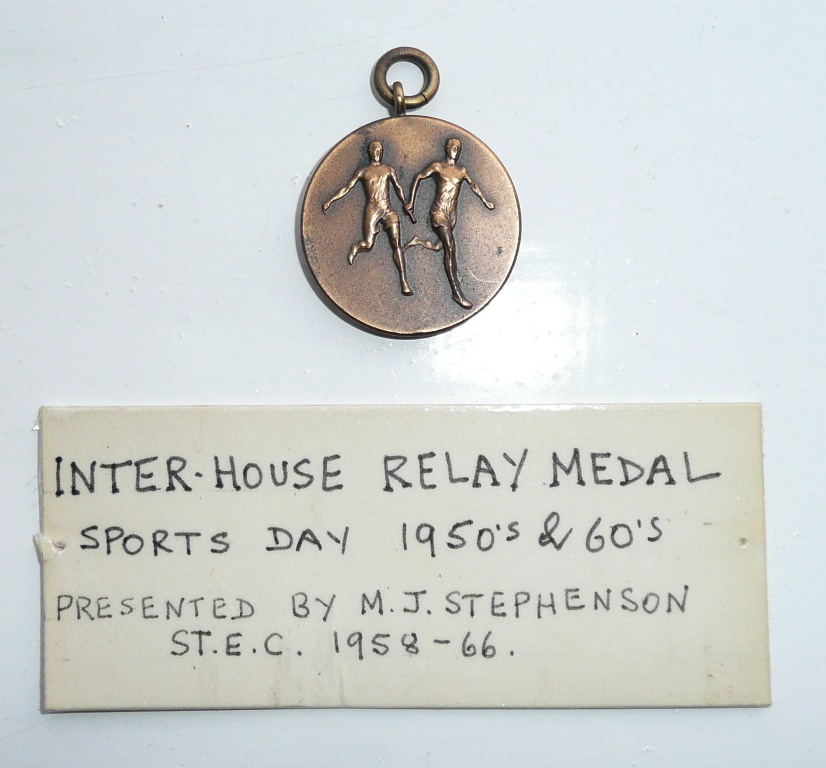 INTER-HOUSE RELAY MEDAL
SPORTS DAY 1950's & 60's
PRESENTED BY M.J. STEPHENSON
ST.E.C. 1958-66.